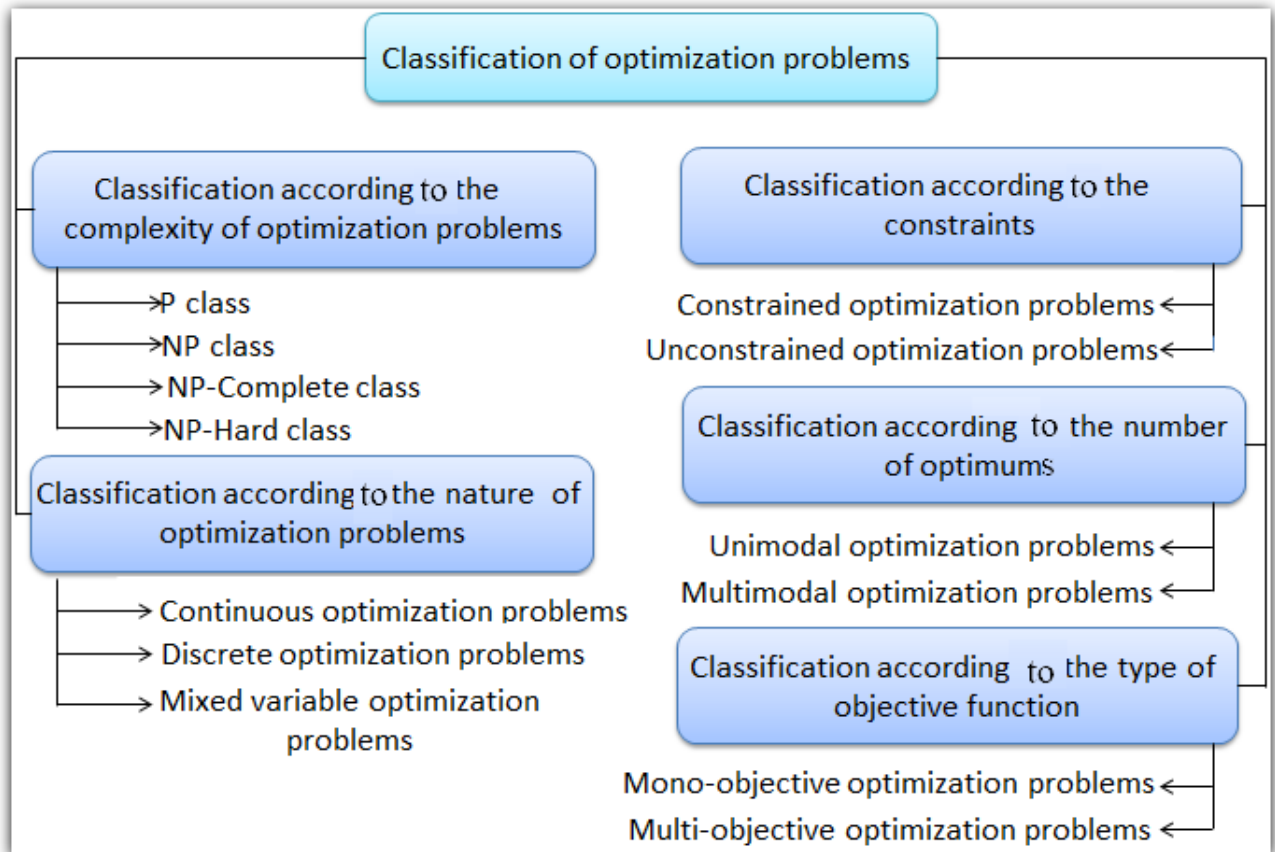 Classification of optimization problems
Classification according to the
complexity of optimization problems
P class
NP class
NP-Complete class
NP-Hard class
Classification according to the nature of
optimization problems
Continuous optimization problems
Discrete optimization problems
Mixed variable optimization
problems
Classification according to the
constraints
Constrained optimization problems
Unconstrained optimization problems
Classification according to the number
of optimums
Unimodal optimization problems
Multimodal optimization problems
Classification according to the type of
objective function
Mono-objective optimization problems
Multi-objective optimization problems